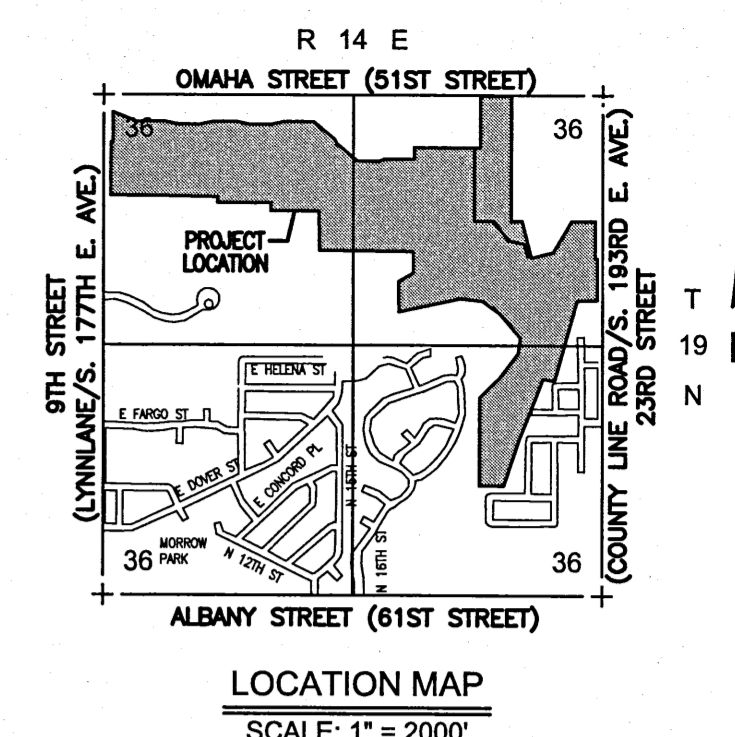 R 14 E
OMAHA STREET (51ST STREET)
36
36
PROJECT
LOCATION
9TH STREET
(LYNNLANE/S. 177TH E. AVE.)
(COUNTY LINE ROAD/S. 193RD E. AVE.)
23RD STREET
T
19
N
E HELENA ST
E FARGO ST
E DOVER ST
E CONCORD PL
N 15TH ST
N 16TH ST
N 12TH ST
MORROW
PARK
36
36
ALBANY STREET (61ST STREET)
LOCATION MAP
SCALE: 1" = 2000'